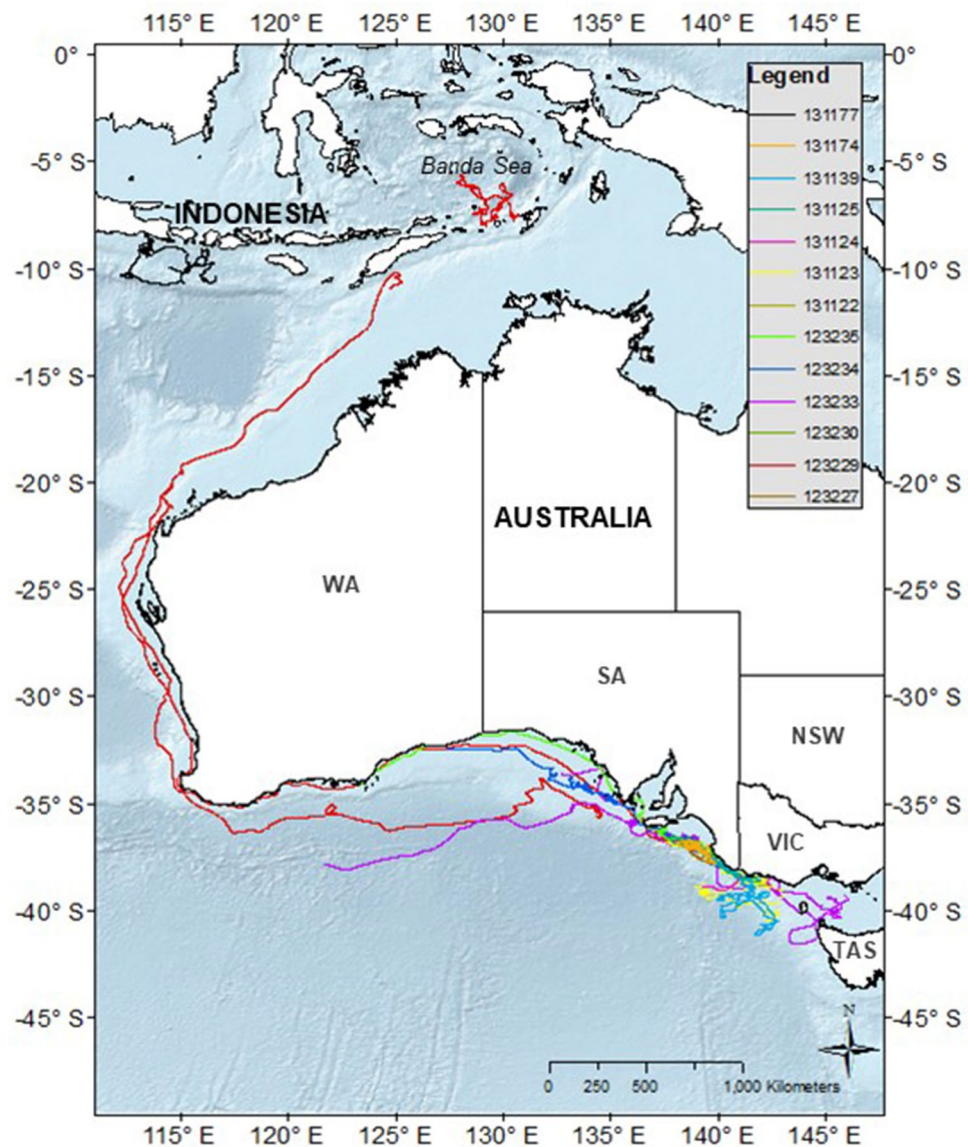 115° E 120° E 125° E 130° E 135° E 140° E 145° E
0° 0°
Legend
131177
131174
131139
131125
131124
131123
131122
123235
123234
123233
123230
123229
123227
-5° S -5° S
Banda Sea
INDONESIA
-10° S -10° S
-15° S -15° S
-20° S -20° S
AUSTRALIA
WA
-25° S -25° S
SA
-30° S -30° S
NSW
-35° S -35° S
VIC
-40° S -40° S
TAS
-45° S -45° S
N
0 250 500 1,000 Kilometers
115° E 120° E 125° E 130° E 135° E 140° E 145° E